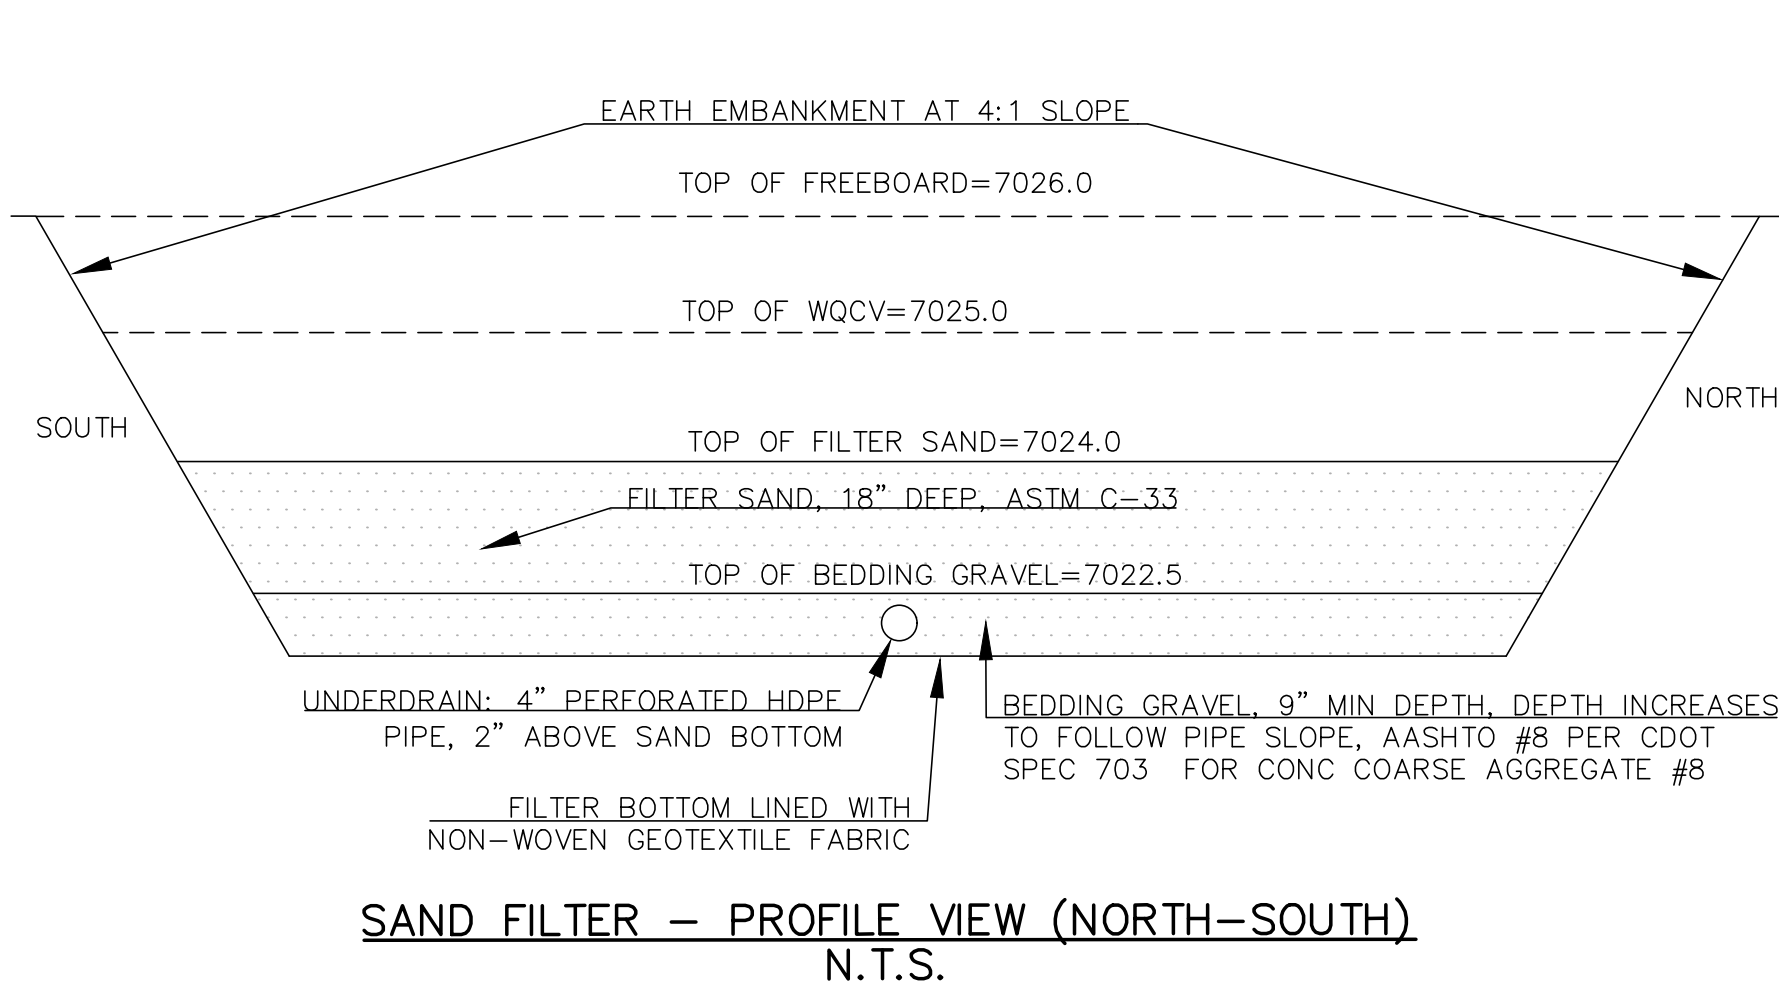 EARTH EMBANKMENT AT 4:1 SLOPE
TOP OF FREEBOARD=7026.0
TOP OF WQCV=7025.0
SOUTH
NORTH
TOP OF FILTER SAND=7024.0
FILTER SAND, 18” DEEP, ASTM C-33
TOP OF BEDDING GRAVEL=7022.5
UNDERDRAIN: 4” PERFORATED HDPE
PIPE, 2” ABOVE SAND BOTTOM
BEDDING GRAVEL, 9” MIN DEPTH, DEPTH INCREASES
TO FOLLOW PIPE SLOPE, AASHTO #8 PER CDOT
SPEC 703 FOR CONC COARSE AGGREGATE #8
FILTER BOTTOM LINED WITH
NON-WOVEN GEOTEXTILE FABRIC
SAND FILTER - PROFILE VIEW (NORTH-SOUTH)
N.T.S.